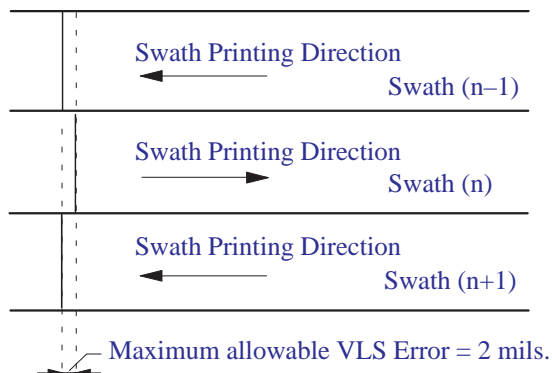 Swath Printing Direction
Swath (n–1)
Swath Printing Direction
Swath (n)
Swath Printing Direction
Swath (n+1)
Maximum allowable VLS Error = 2 mils.